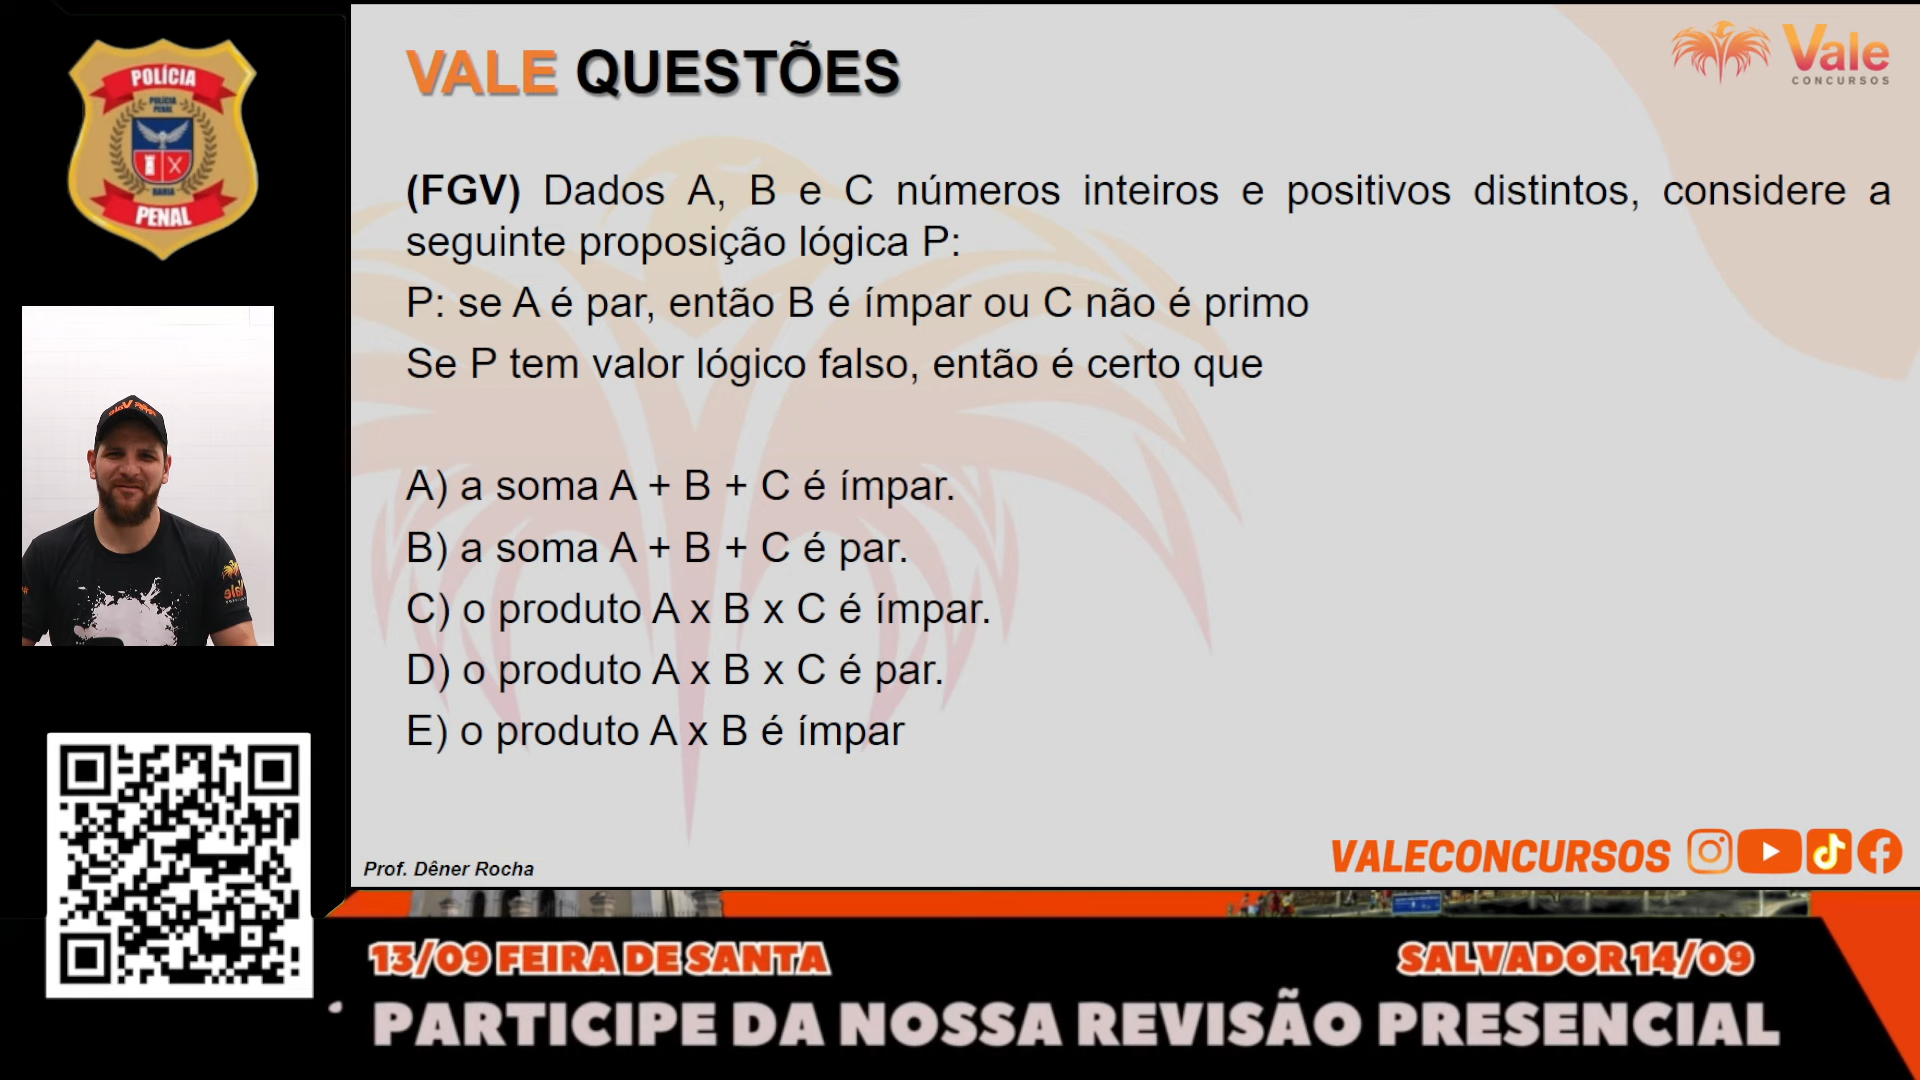 POLÍCIA
POLÍCIA
PENAL
BAHIA
PENAL
VALE QUESTÕES
Vale
CONCURSOS
(FGV) Dados A, B e C números inteiros e positivos distintos, considere a
seguinte proposição lógica P:
P: se A é par, então B é ímpar ou C não é primo
Se P tem valor lógico falso, então é certo que
A) a soma A + B + C é ímpar.
B) a soma A + B + C é par.
C) o produto A x B x C é ímpar.
D) o produto A x B x C é par.
E) o produto A x B é ímpar
Prof. Dêner Rocha
VALECONCURSOS
13/09 FEIRA DE SANTA
SALVADOR 14/09
PARTICIPE DA NOSSA REVISÃO PRESENCIAL